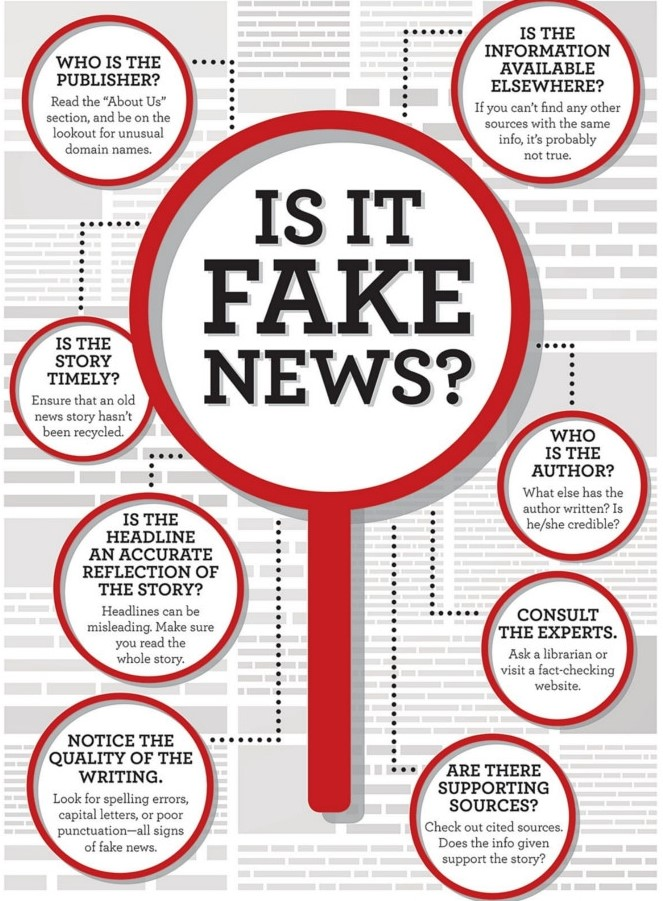 WHO IS THE
PUBLISHER?
Read the "About Us"
section, and be on the
lookout for unusual
domain names.
IS THE
INFORMATION
AVAILABLE
ELSEWHERE?
If you can't find any other
sources with the same
info, it's probably
not true.
IS IT
FAKE
NEWS?
IS THE
STORY
TIMELY?
Ensure that an old
news story hasn't
been recycled.
WHO
IS THE
AUTHOR?
What else has the
author written? Is
he/she credible?
IS THE
HEADLINE
AN ACCURATE
REFLECTION OF
THE STORY?
Headlines can be
misleading. Make sure
you read the
whole story.
CONSULT
THE EXPERTS.
Ask a librarian or
visit a fact-checking
website.
NOTICE THE
QUALITY OF THE
WRITING.
Look for spelling errors,
capital letters, or poor
punctuation—all signs
of fake news.
ARE THERE
SUPPORTING
SOURCES?
Check out cited sources.
Does the info given
support the story?